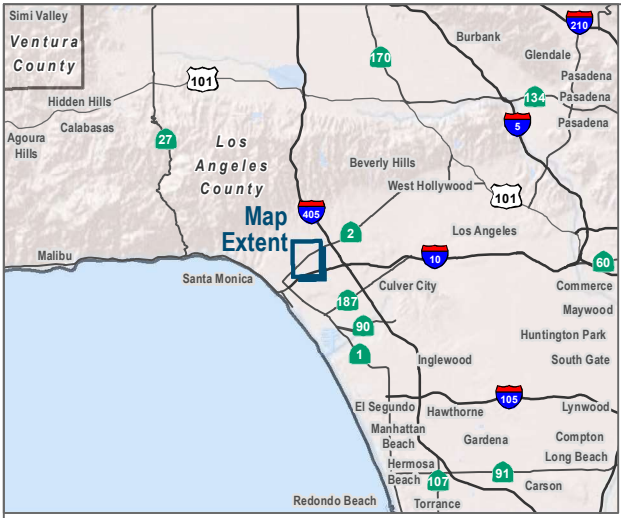 Simi Valley
Ventura
County
210
Burbank
170
Glendale
Pasadena
101
134
Pasadena
Hidden Hills
5
Pasadena
Calabasas
Agoura
Hills
27
Los
Angeles
County
Beverly Hills
West Hollywood
101
Map
Extent
405
2
Los Angeles
Malibu
10
60
Santa Monica
Culver City
Commerce
187
Maywood
90
Huntington Park
1
Inglewood
South Gate
105
El Segundo
Hawthorne
Lynwood
Manhattan
Beach
Gardena
Compton
Long Beach
Hermosa
Beach
107
91
Carson
Redondo Beach
Torrance